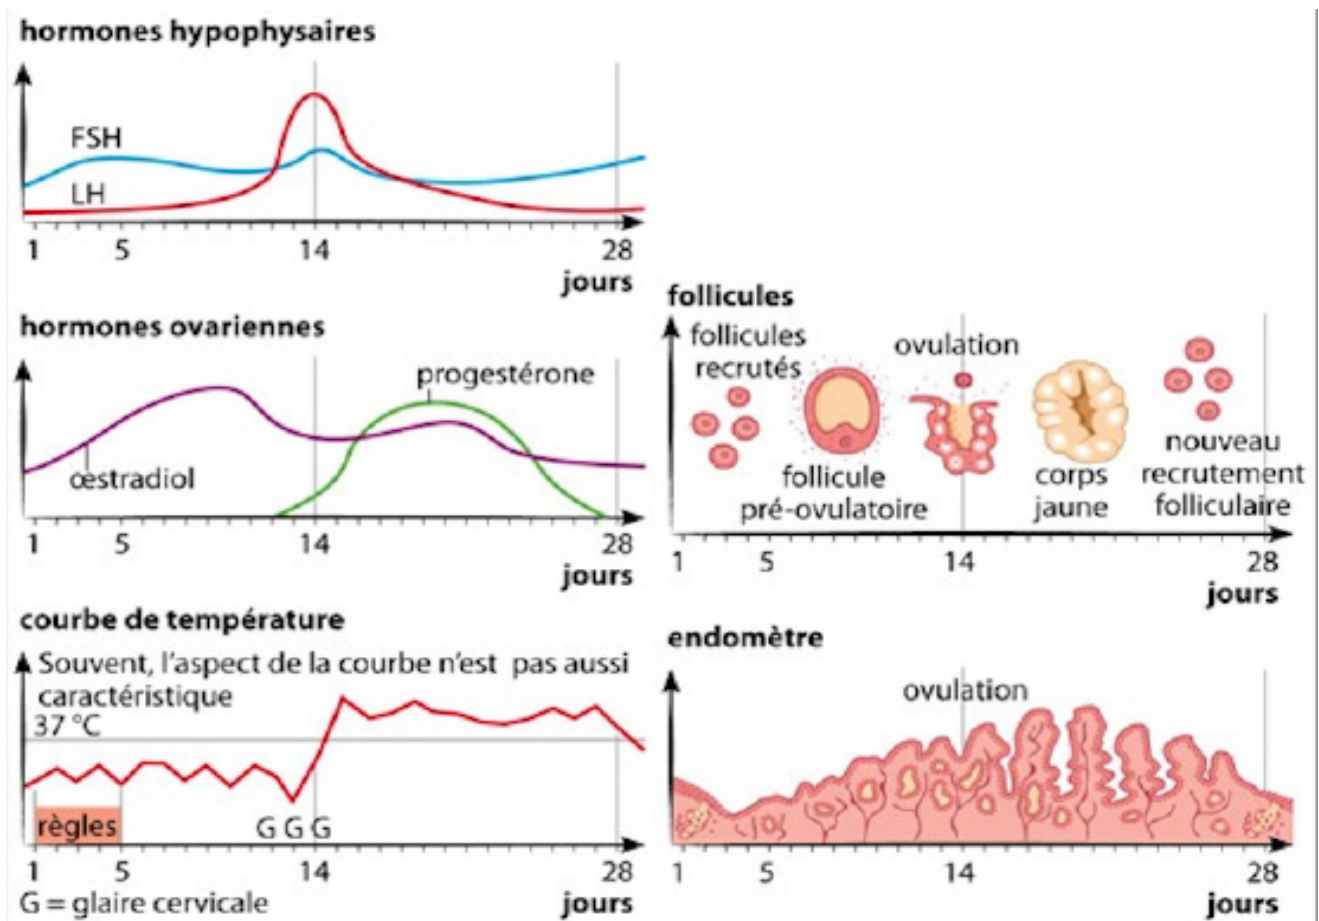 hormones hypophysaires
FSH
LH
1 5 14 28
jours
hormones ovariennes
progestérone
œstradiol
1 5 14 28
jours
courbe de température
Souvent, l'aspect de la courbe n'est pas aussi
caractéristique
37 °C
règles
G G G
1 5 14 28
G = glaire cervicale
jours
follicules
follicules
recrutés
ovulation
follicule
pré-ovulatoire
corps
jaune
nouveau
recrutement
folliculaire
1 5 14 28
jours
endomètre
ovulation
1 5 14 28
jours